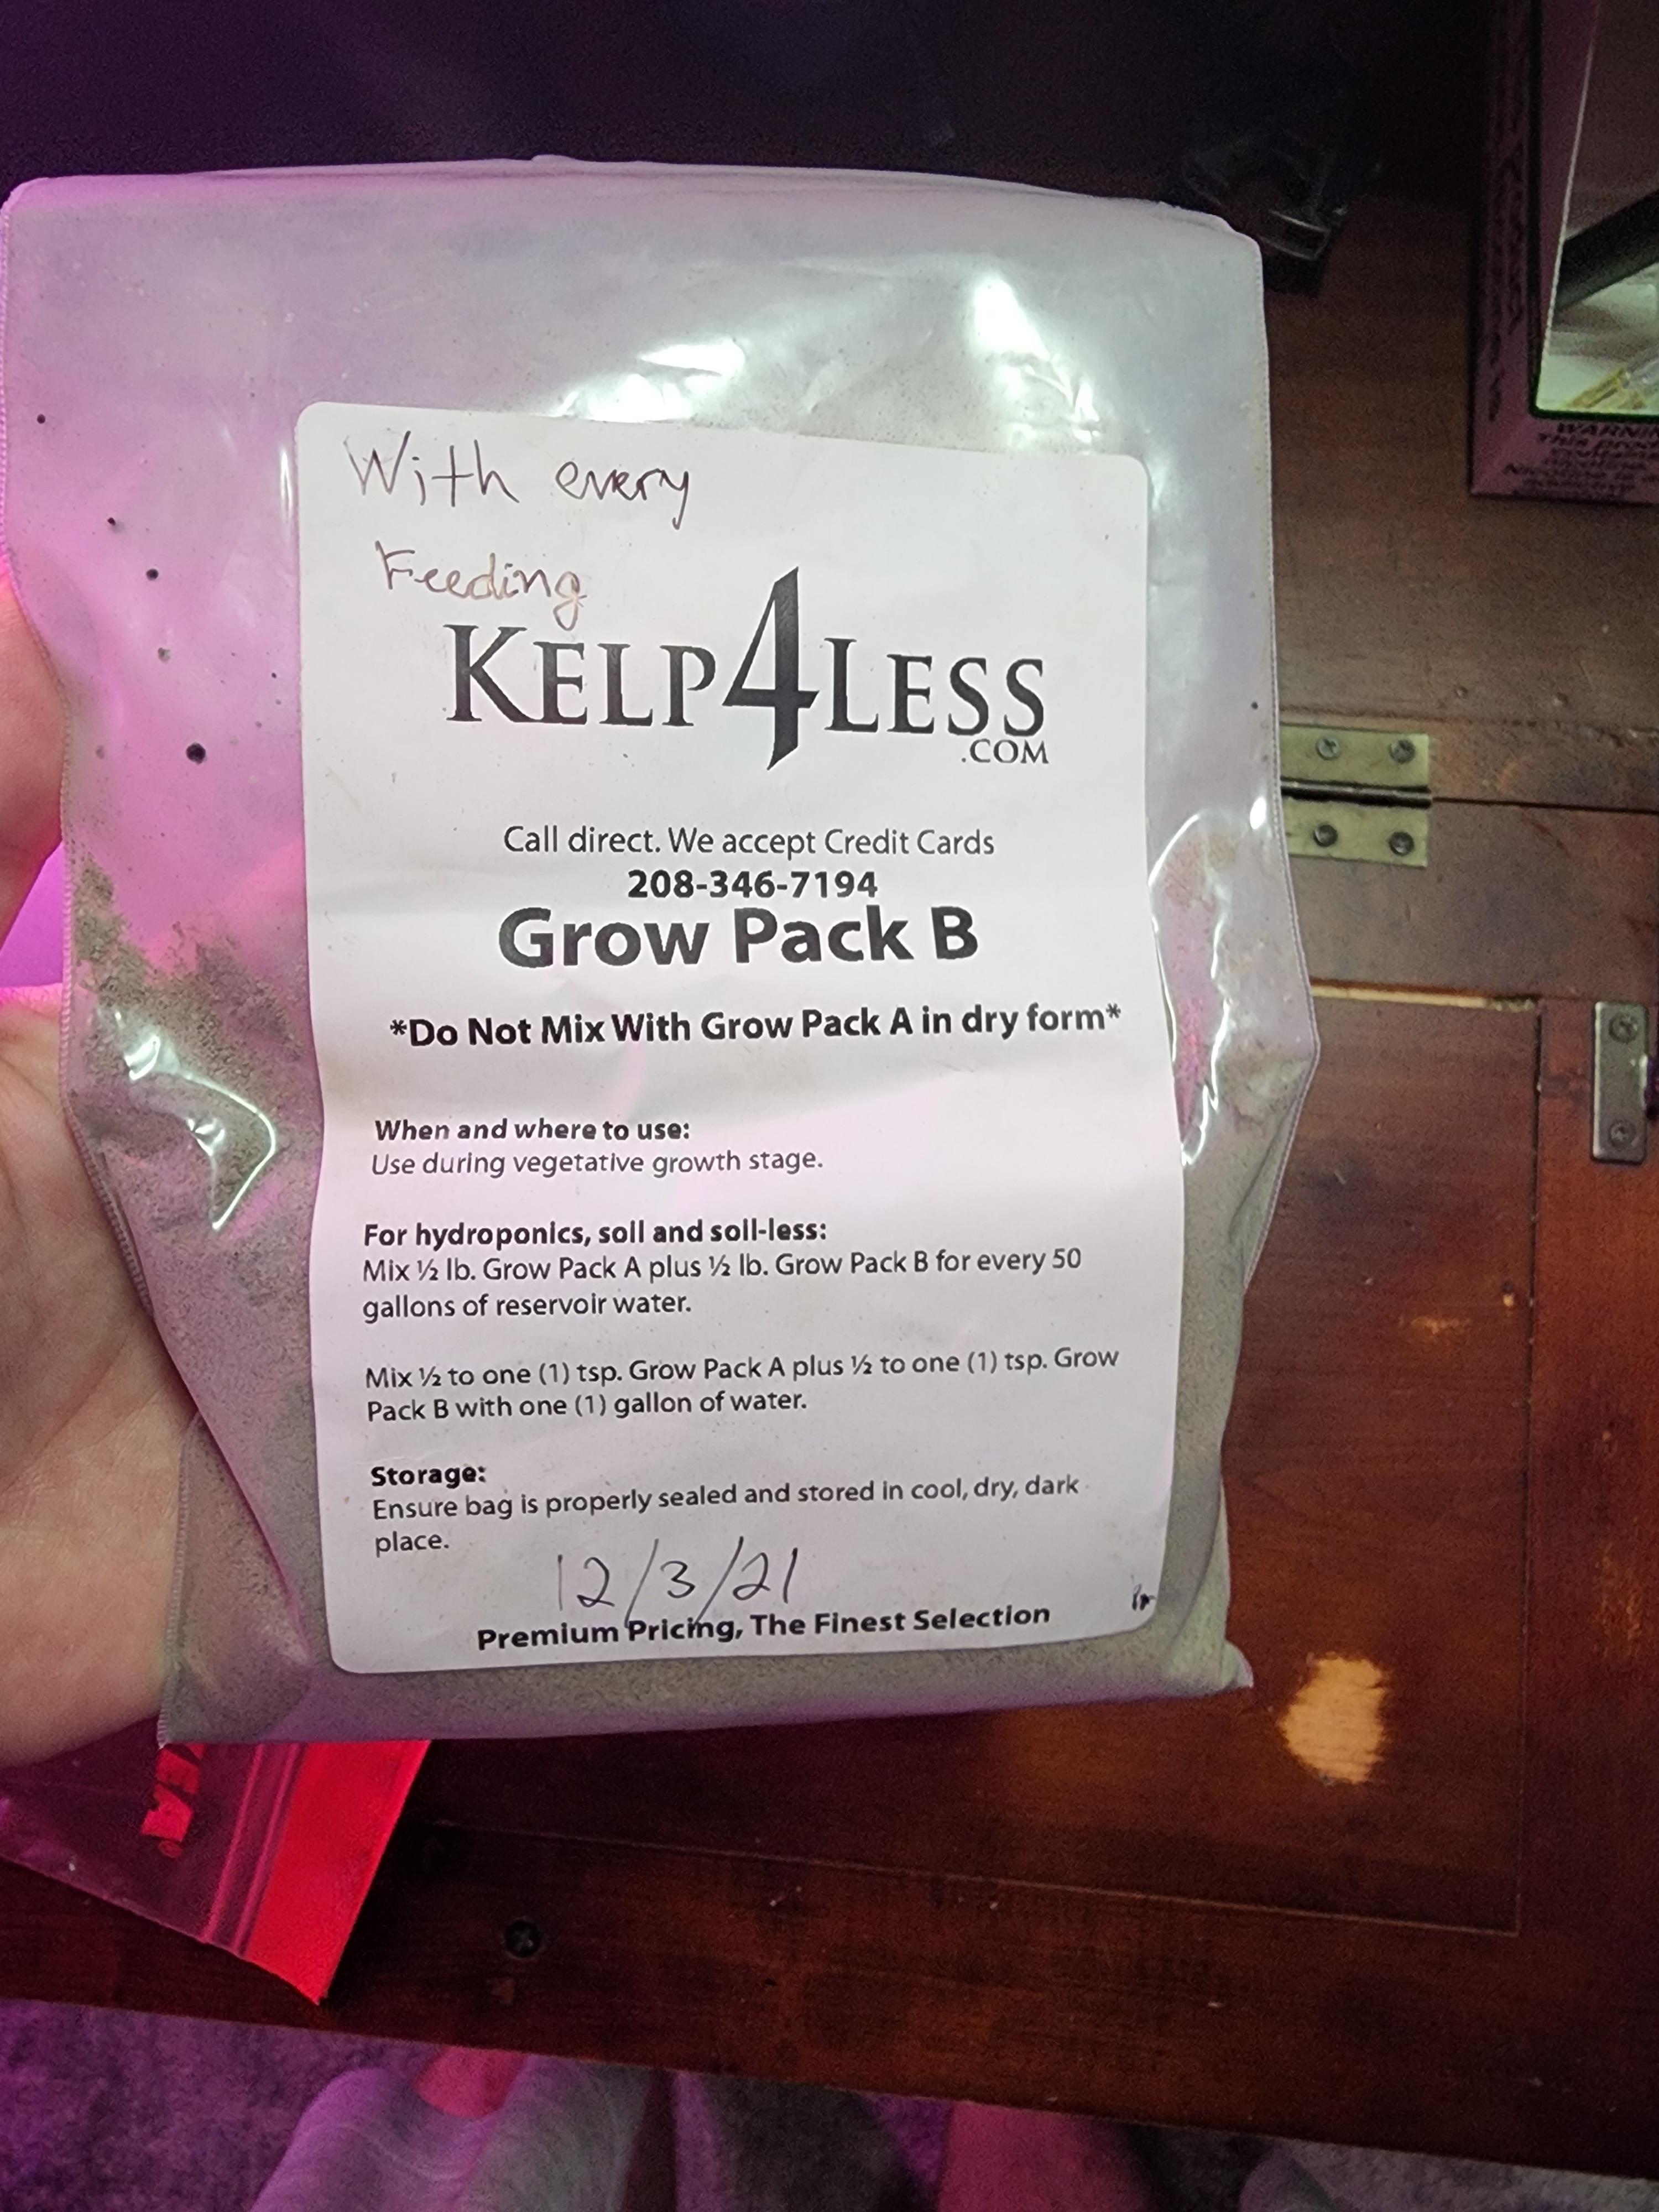 With every
Feeding
KELP4LESS
.COM
Call direct. We accept Credit Cards
208-346-7194
Grow Pack B
*Do Not Mix With Grow Pack A in dry form*
When and where to use:
Use during vegetative growth stage.
For hydroponics, soil and soil-less:
Mix ½ lb. Grow Pack A plus ½ lb. Grow Pack B for every 50
gallons of reservoir water.
Mix ½ to one (1) tsp. Grow Pack A plus ½ to one (1) tsp. Grow
Pack B with one (1) gallon of water.
Storage:
Ensure bag is properly sealed and stored in cool, dry, dark
place.
12/3/21
Premium Pricing, The Finest Selection
WARNIN